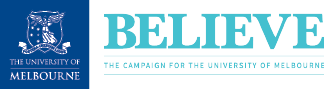 THE UNIVERSITY OF
MELBOURNE
BELIEVE
THE CAMPAIGN FOR THE UNIVERSITY OF MELBOURNE